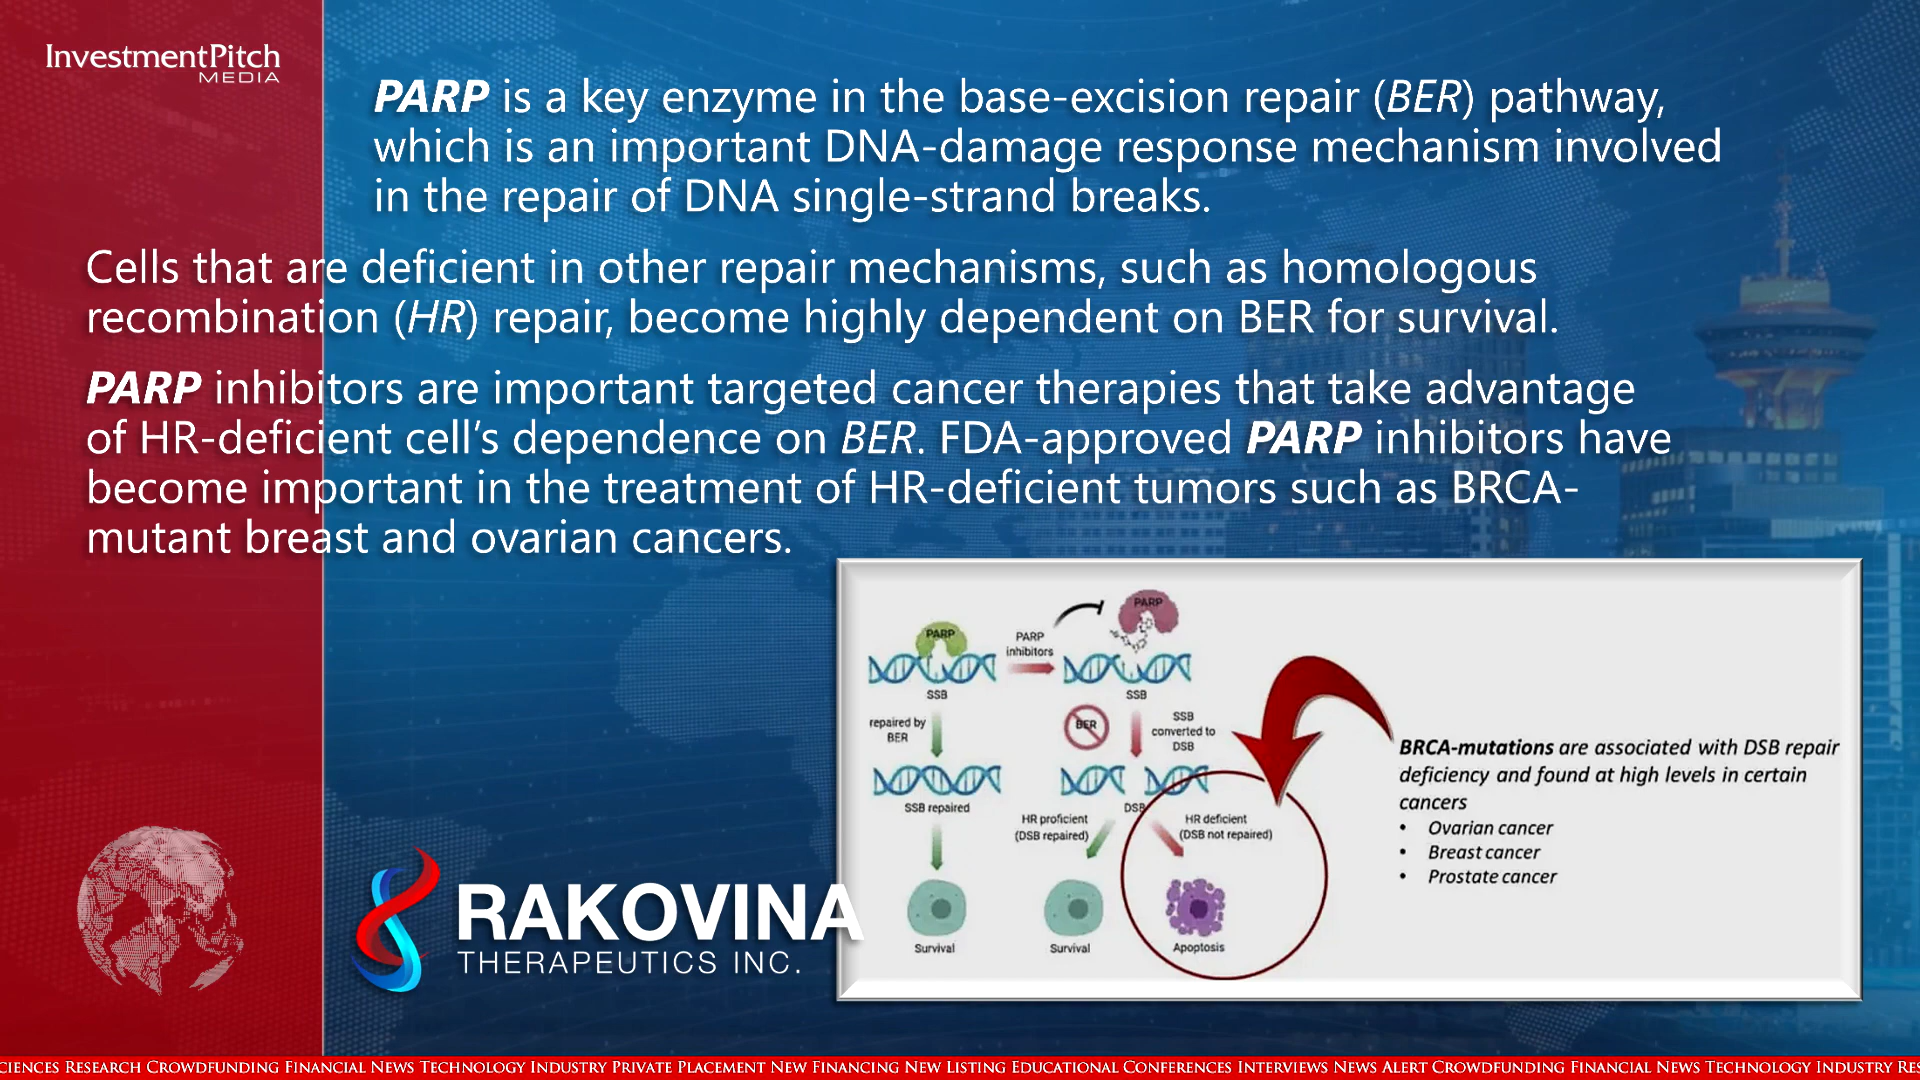 InvestmentPitch
MEDIA
PARP is a key enzyme in the base-excision repair (BER) pathway,
which is an important DNA-damage response mechanism involved
in the repair of DNA single-strand breaks.
Cells that are deficient in other repair mechanisms, such as homologous
recombination (HR) repair, become highly dependent on BER for survival.
PARP inhibitors are important targeted cancer therapies that take advantage
of HR-deficient cell’s dependence on BER. FDA-approved PARP inhibitors have
become important in the treatment of HR-deficient tumors such as BRCA-
mutant breast and ovarian cancers.
PARP
PARP
inhibitors
PARP
SSB
SSB
repaired by
BER
BER
SSB
converted to
DSB
SSB repaired
DSB
HR proficient
(DSB repaired)
HR deficient
(DSB not repaired)
Survival
Survival
Apoptosis
BRCA-mutations are associated with DSB repair
deficiency and found at high levels in certain
cancers
• Ovarian cancer
• Breast cancer
• Prostate cancer
RAKOVINA
THERAPEUTICS INC.
CIENCES RESEARCH CROWDFUNDING FINANCIAL NEWS TECHNOLOGY INDUSTRY PRIVATE PLACEMENT NEW FINANCING NEW LISTING EDUCATIONAL CONFERENCES INTERVIEWS NEWS ALERT CROWDFUNDING FINANCIAL NEWS TECHNOLOGY INDUSTRY RES